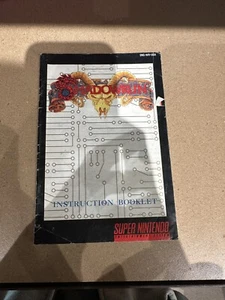 SHADOWRUN
INSTRUCTION BOOKLET
SUPER NINTENDO